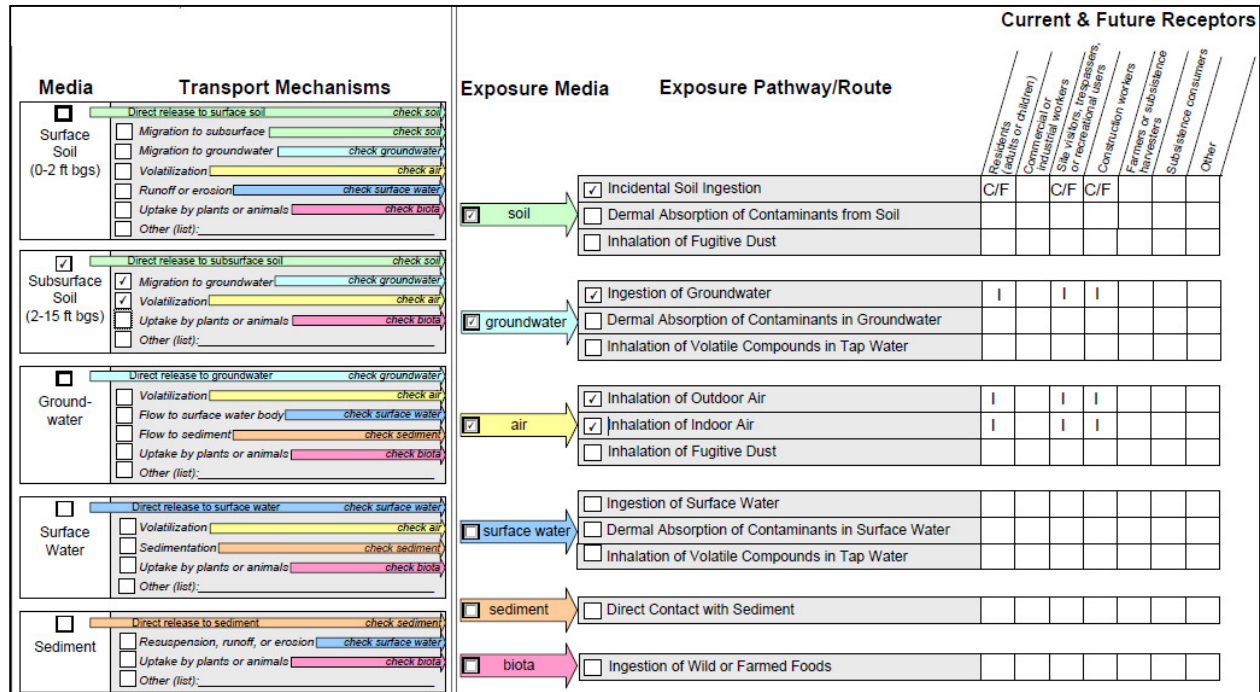 Current & Future Receptors
Media
Transport Mechanisms
Exposure Media
Exposure Pathway/Route
Residents
(adults or children)
Commercial or
industrial workers
Site visitors, trespassers,
or recreational users
Construction workers
Farmers or subsistence
harvesters
Subsistence consumers
Other
Surface
Soil
(0-2 ft bgs)
Direct release to surface soil check soil
Migration to subsurface check soil
Migration to groundwater check groundwater
Volatilization check air
Runoff or erosion check surface water
Uptake by plants or animals check biota
Other (list):
Subsurface
Soil
(2-15 ft bgs)
Direct release to subsurface soil check soil
Migration to groundwater check groundwater
Volatilization check air
Uptake by plants or animals check biota
Other (list):
Ground-
water
Direct release to groundwater check groundwater
Volatilization check air
Flow to surface water body check surface water
Flow to sediment check sediment
Uptake by plants or animals check biota
Other (list):
Surface
Water
Direct release to surface water check surface water
Volatilization check air
Sedimentation check sediment
Uptake by plants or animals check biota
Other (list):
Sediment
Direct release to sediment check sediment
Resuspension, runoff, or erosion check surface water
Uptake by plants or animals check biota
Other (list):
soil
Incidental Soil Ingestion C/F C/F C/F
Dermal Absorption of Contaminants from Soil
Inhalation of Fugitive Dust
groundwater
Ingestion of Groundwater I I I
Dermal Absorption of Contaminants in Groundwater
Inhalation of Volatile Compounds in Tap Water
air
Inhalation of Outdoor Air I I I
Inhalation of Indoor Air I I I
Inhalation of Fugitive Dust
surface water
Ingestion of Surface Water
Dermal Absorption of Contaminants in Surface Water
Inhalation of Volatile Compounds in Tap Water
sediment
Direct Contact with Sediment
biota
Ingestion of Wild or Farmed Foods